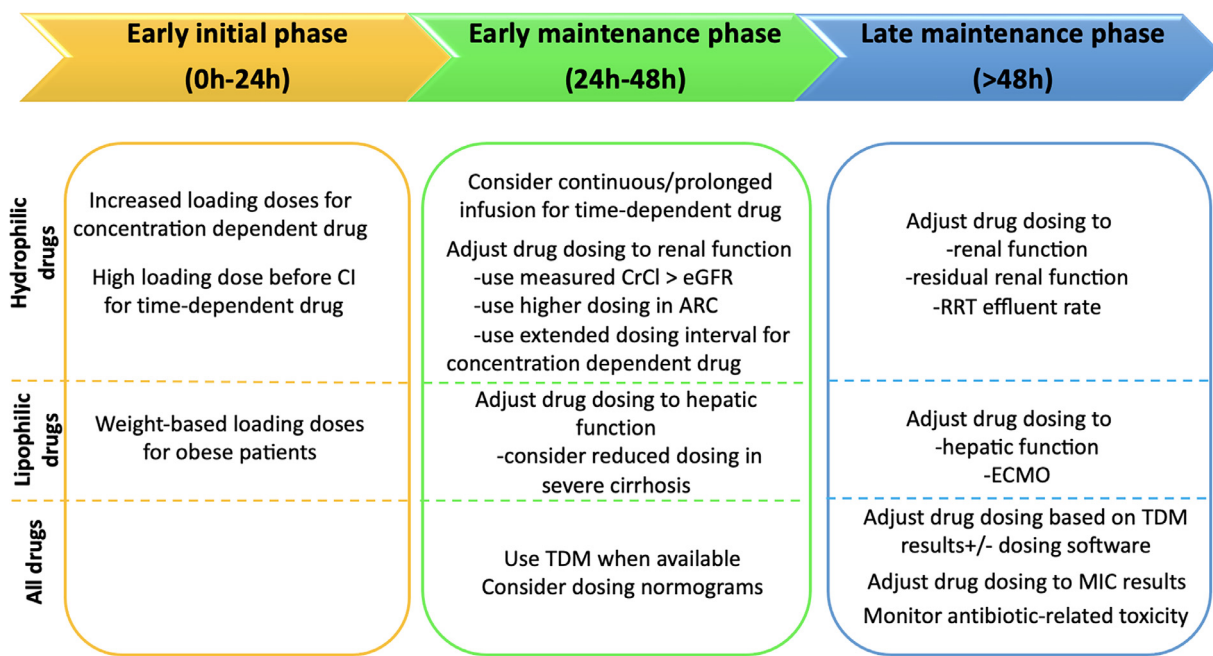 Early initial phase
(0h-24h)
Early maintenance phase
(24h-48h)
Late maintenance phase
(>48h)
Hydrophilic
drugs
Increased loading doses for
concentration dependent drug
High loading dose before CI
for time-dependent drug
Consider continuous/prolonged
infusion for time-dependent drug
Adjust drug dosing to renal function
-use measured CrCl > eGFR
-use higher dosing in ARC
-use extended dosing interval for
concentration dependent drug
Adjust drug dosing to
-renal function
-residual renal function
-RRT effluent rate
Lipophilic
drugs
Weight-based loading doses
for obese patients
Adjust drug dosing to hepatic
function
-consider reduced dosing in
severe cirrhosis
Adjust drug dosing to
-hepatic function
-ECMO
All drugs
Use TDM when available
Consider dosing normograms
Adjust drug dosing based on TDM
results+/- dosing software
Adjust drug dosing to MIC results
Monitor antibiotic-related toxicity